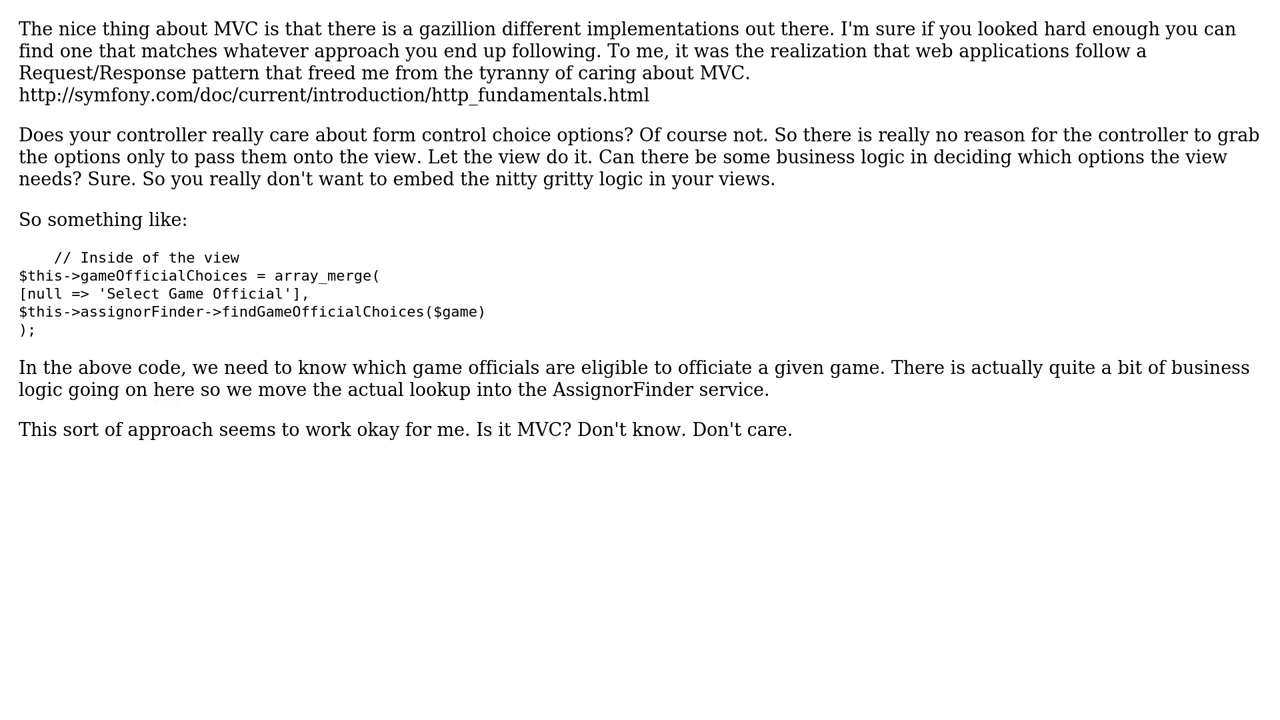 The nice thing about MVC is that there is a gazillion different implementations out there. I'm sure if you looked hard enough you can
find one that matches whatever approach you end up following. To me, it was the realization that web applications follow a
Request/Response pattern that freed me from the tyranny of caring about MVC.
http://symfony.com/doc/current/introduction/http_fundamentals.html
Does your controller really care about form control choice options? Of course not. So there is really no reason for the controller to grab
the options only to pass them onto the view. Let the view do it. Can there be some business logic in deciding which options the view
needs? Sure. So you really don't want to embed the nitty gritty logic in your views.
So something like:
// Inside of the view
$this->gameOfficialChoices = array_merge(
[null => 'Select Game Official'],
$this->assignorFinder->findGameOfficialChoices($game)
);
In the above code, we need to know which game officials are eligible to officiate a given game. There is actually quite a bit of business
logic going on here so we move the actual lookup into the AssignorFinder service.
This sort of approach seems to work okay for me. Is it MVC? Don't know. Don't care.